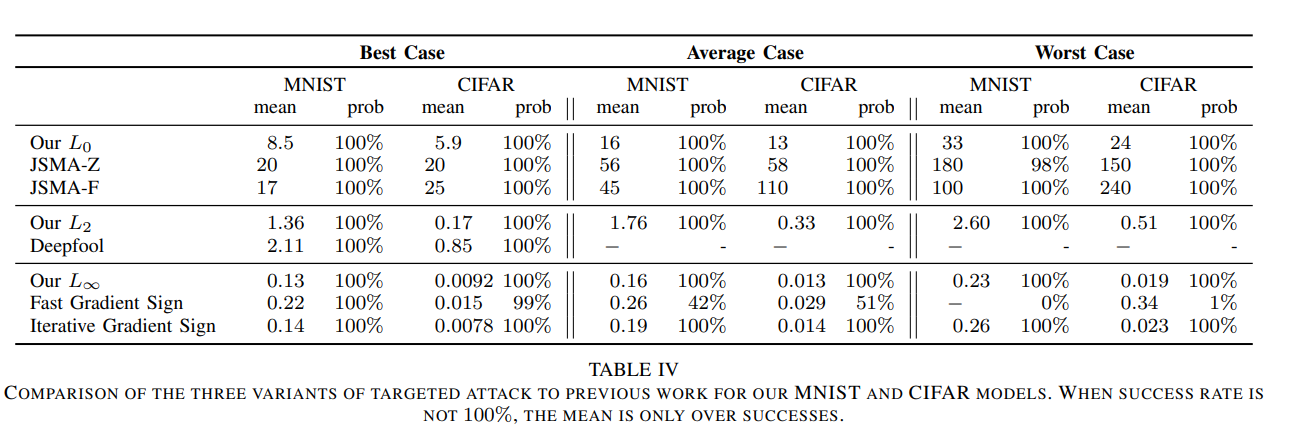 Best Case Average Case Worst Case
MNIST CIFAR MNIST CIFAR MNIST CIFAR
mean prob mean prob mean prob mean prob mean prob mean prob
Our L0 8.5 100% 5.9 100% 16 100% 13 100% 33 100% 24 100%
JSMA-Z 20 100% 20 100% 56 100% 58 100% 180 98% 150 100%
JSMA-F 17 100% 25 100% 45 100% 110 100% 100 100% 240 100%
Our L2 1.36 100% 0.17 100% 1.76 100% 0.33 100% 2.60 100% 0.51 100%
Deepfool 2.11 100% 0.85 100% − - − - − - − -
Our L∞ 0.13 100% 0.0092 100% 0.16 100% 0.013 100% 0.23 100% 0.019 100%
Fast Gradient Sign 0.22 100% 0.015 99% 0.26 42% 0.029 51% − 0% 0.34 1%
Iterative Gradient Sign 0.14 100% 0.0078 100% 0.19 100% 0.014 100% 0.26 100% 0.023 100%
TABLE IV
COMPARISON OF THE THREE VARIANTS OF TARGETED ATTACK TO PREVIOUS WORK FOR OUR MNIST AND CIFAR MODELS. WHEN SUCCESS RATE IS
NOT 100%, THE MEAN IS ONLY OVER SUCCESSES.